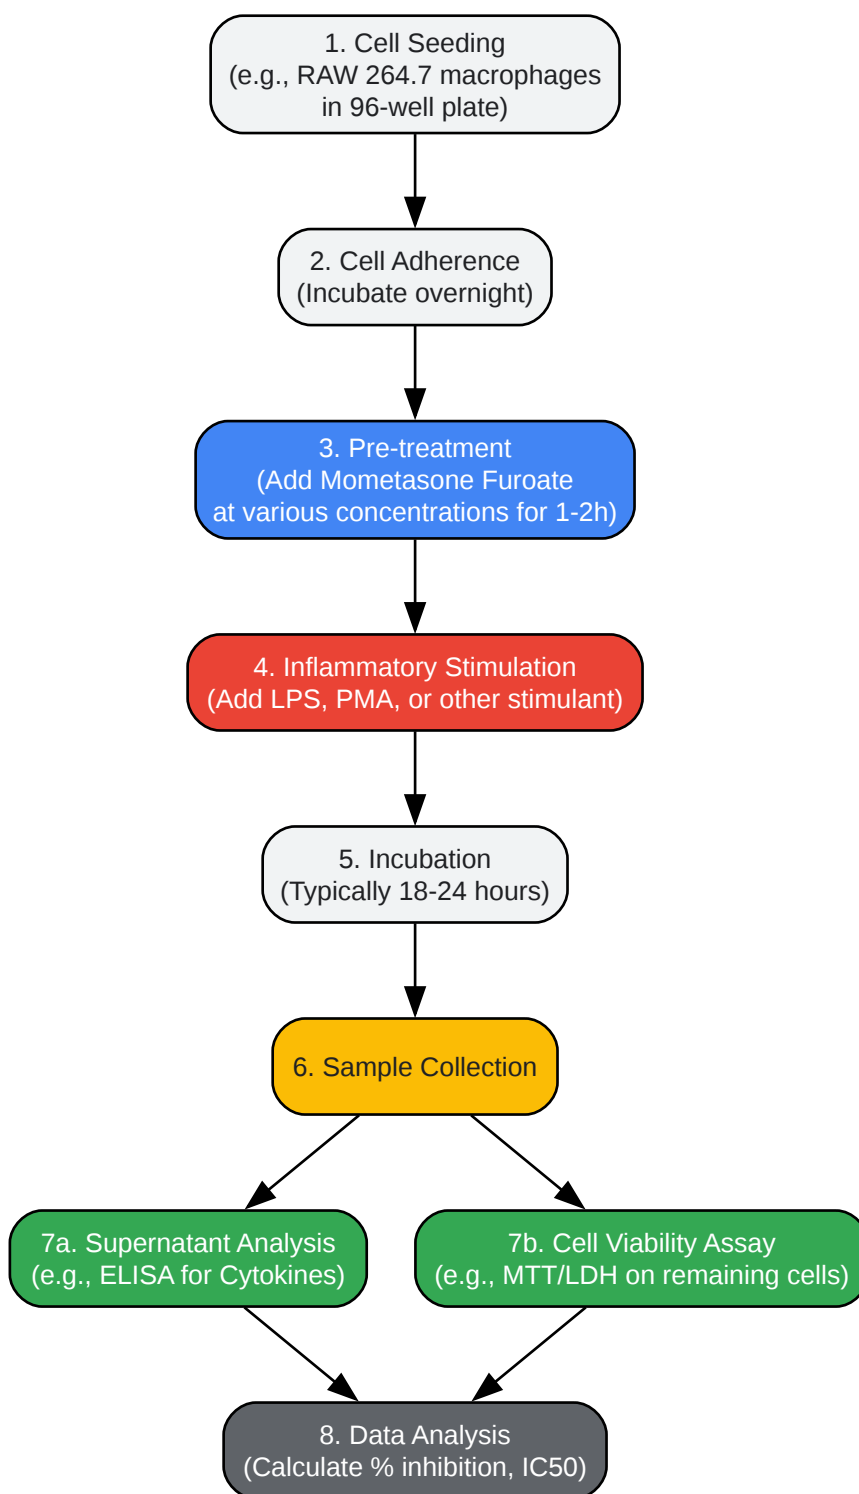 1. Cell Seeding
(e.g., RAW 264.7 macrophages
in 96-well plate)
2. Cell Adherence
(Incubate overnight)
3. Pre-treatment
(Add Mometasone Furoate
at various concentrations for 1-2h)
4. Inflammatory Stimulation
(Add LPS, PMA, or other stimulant)
5. Incubation
(Typically 18-24 hours)
6. Sample Collection
7a. Supernatant Analysis
(e.g., ELISA for Cytokines)
7b. Cell Viability Assay
(e.g., MTT/LDH on remaining cells)
8. Data Analysis
(Calculate % inhibition, IC50)